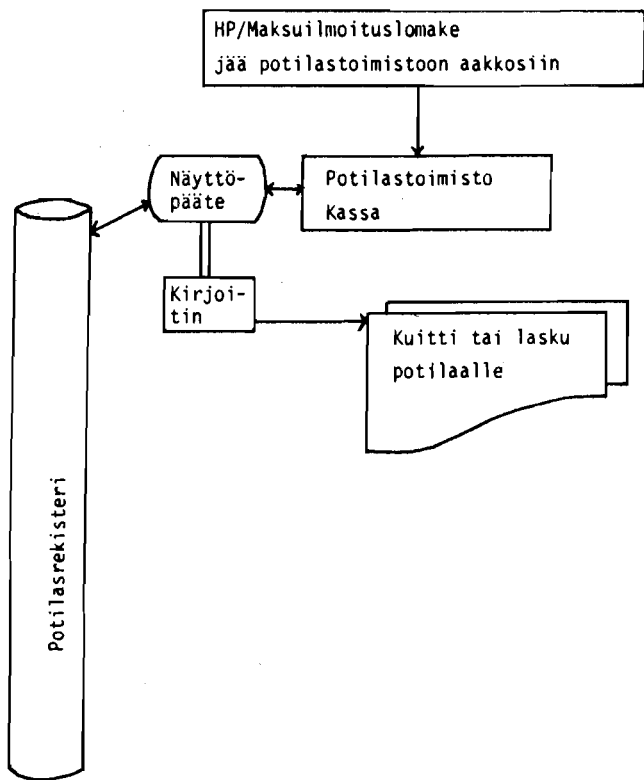 HP/Maksuilmoituslomake
jää potilastoimistoon aakkosiin
Näyttö-
pääte
Potilastoimisto
Kassa
Kirjoi-
tin
Kuitti tai lasku
potilaalle
Potilasrekisteri